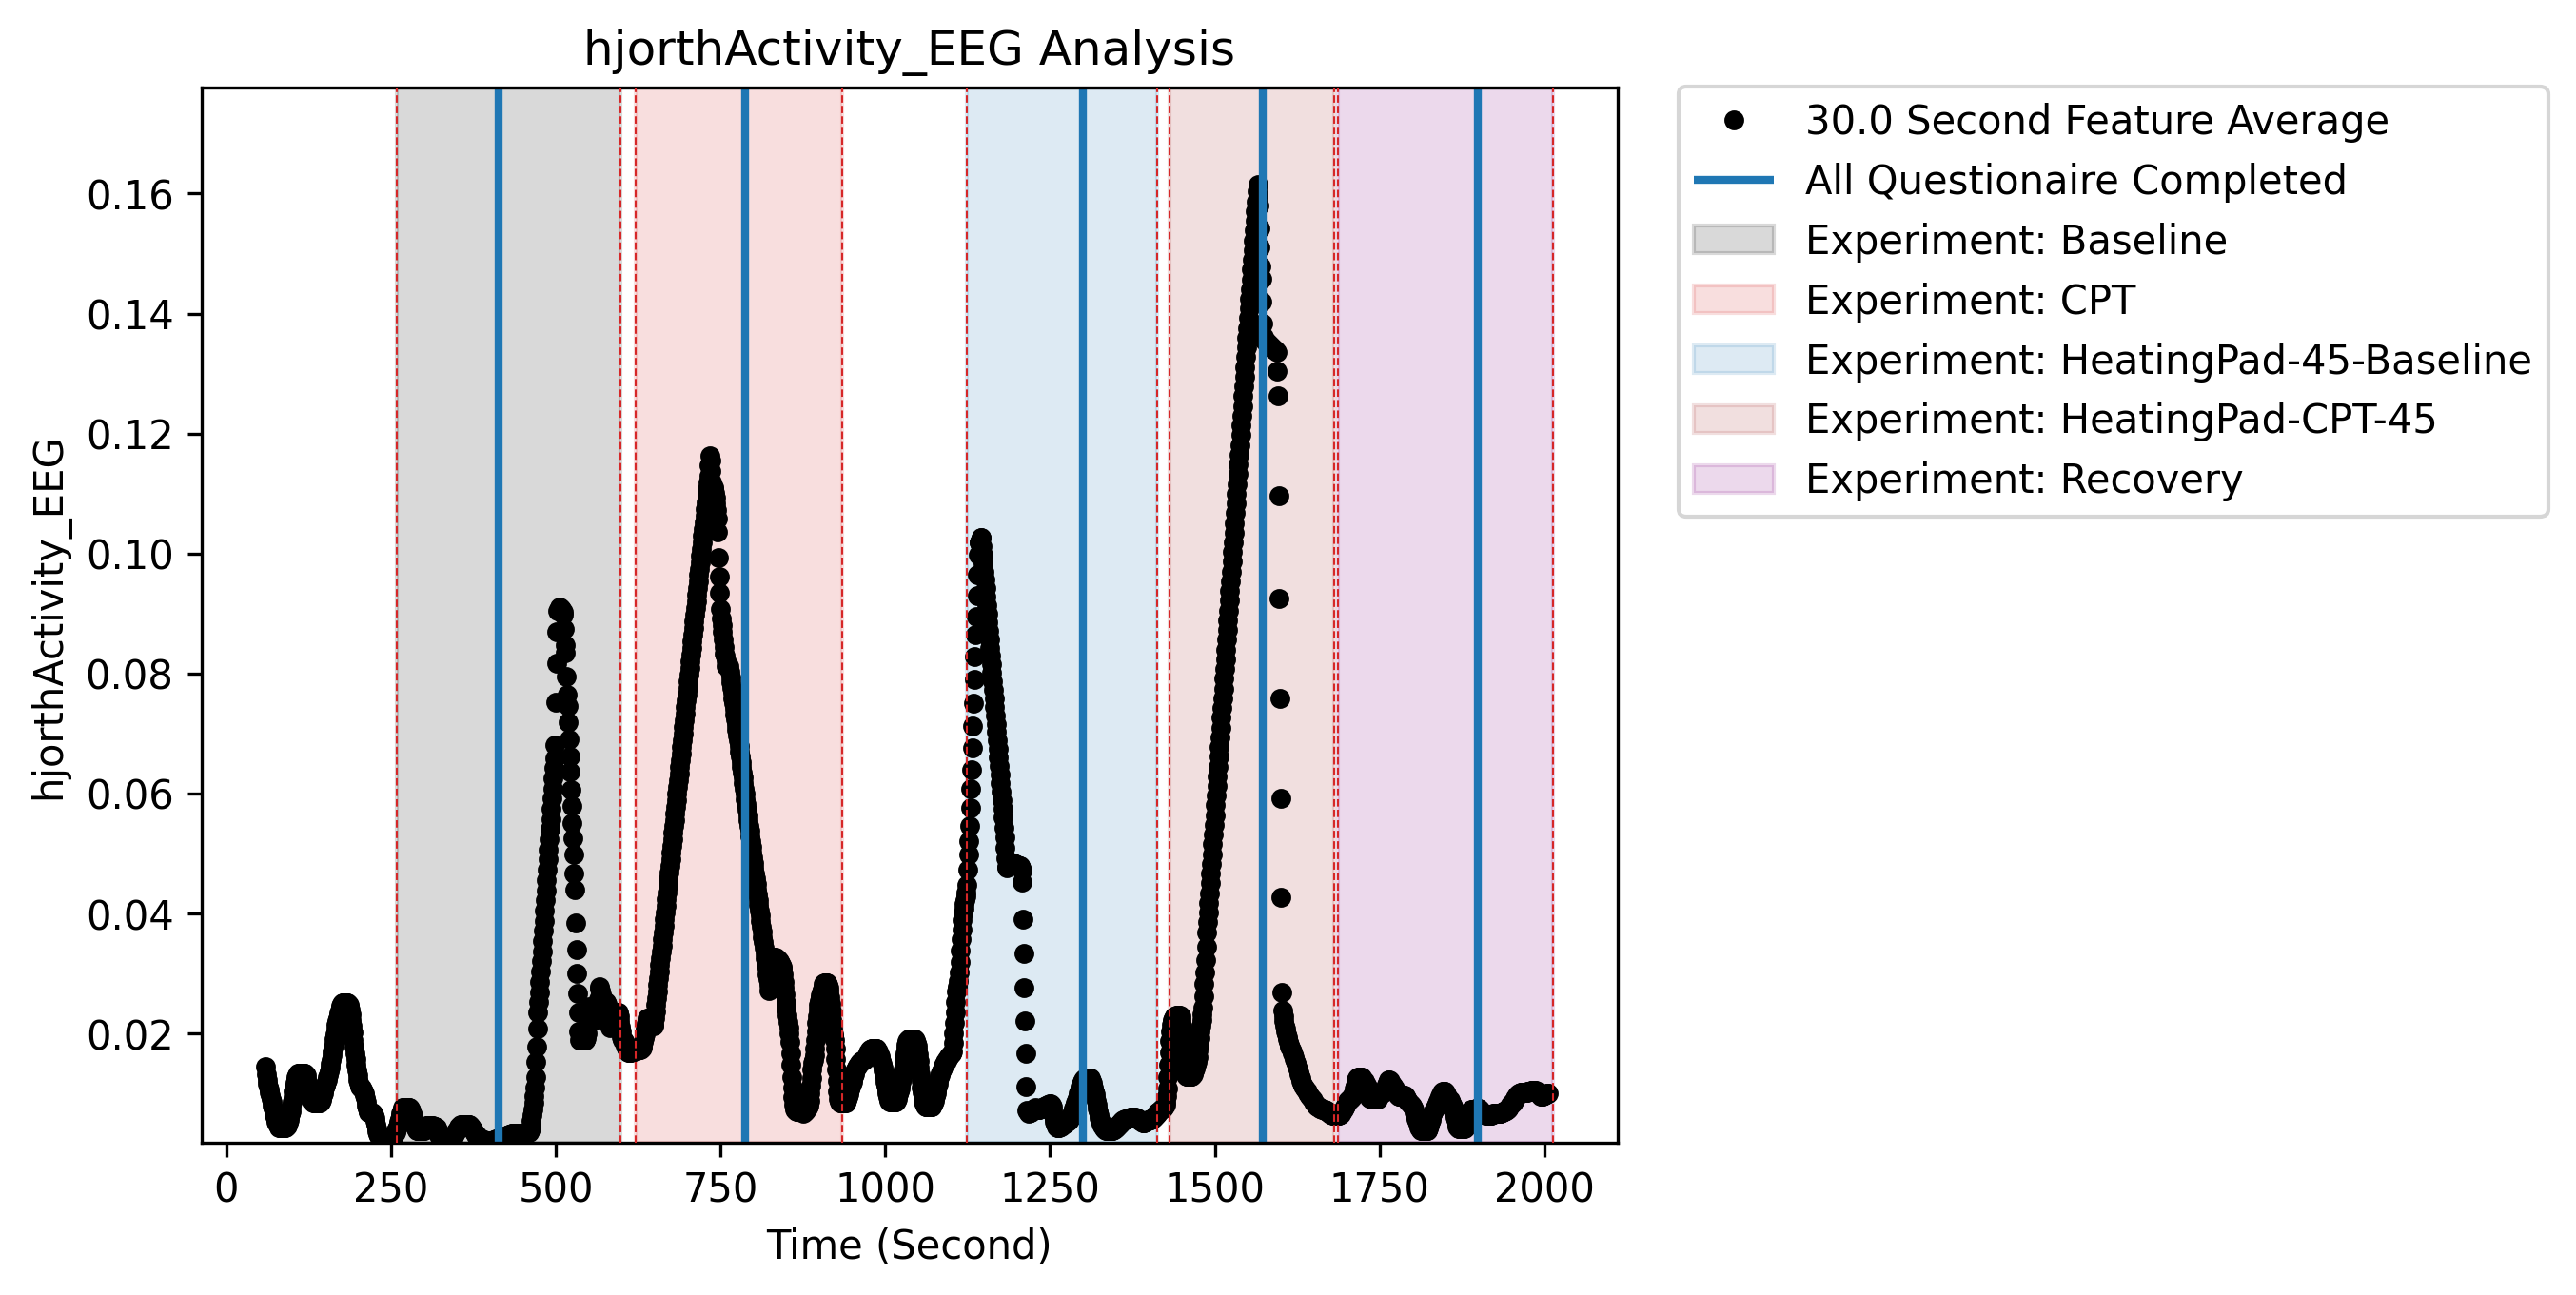 hjorthActivity_EEG Analysis
30.0 Second Feature Average
All Questionaire Completed
Experiment: Baseline
Experiment: CPT
Experiment: HeatingPad-45-Baseline
Experiment: HeatingPad-CPT-45
Experiment: Recovery
hjorthActivity_EEG
0.16
0.14
0.12
0.10
0.08
0.06
0.04
0.02
0 250 500 750 1000 1250 1500 1750 2000
Time (Second)